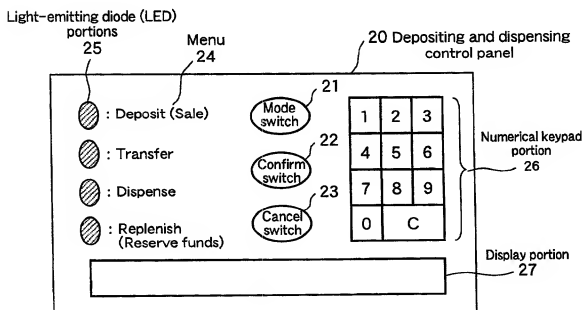 Light-emitting diode (LED)
portions
25
Menu
24
20 Depositing and dispensing
control panel
21
: Deposit (Sale)
Mode
switch
: Transfer
22
Confirm
switch
: Dispense
23
Cancel
switch
: Replenish
(Reserve funds)
1 2 3
4 5 6
7 8 9
0 C
Numerical keypad
portion
26
Display portion
27